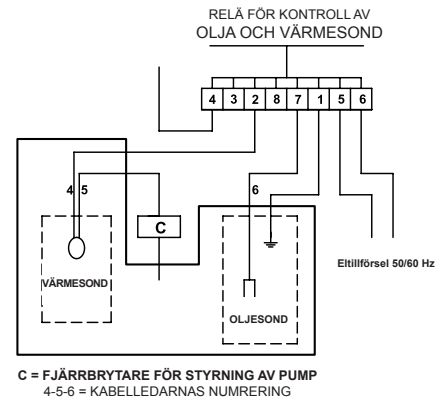 RELÄ FÖR KONTROLL AV
OLJA OCH VÄRMESOND
4 3 2 8 7 1 5 6
4 5
6
C
VÄRMESOND
OLJESOND
Eltillförsel 50/60 Hz
C = FJÄRRBRYTARE FÖR STYRNING AV PUMP
4-5-6 = KABELLEDARNAS NUMRERING